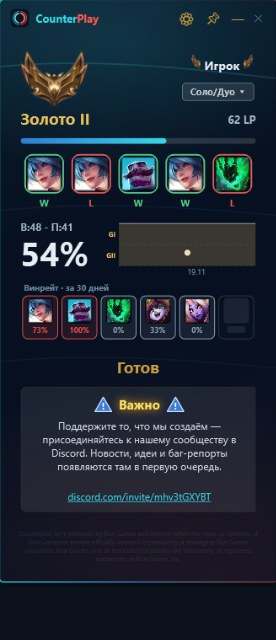 CounterPlay
Игрок
Соло/Дуо
Золото II
62 LP
W L W W L
В:48 - П:41
54%
GI
GII
19.11
Винрейт - за 30 дней
73% 100% 0% 33% 0%
Готов
Важно
Поддержите то, что мы создаём —
присоединяйтесь к нашему сообществу в
Discord. Новости, идеи и баг-репорты
появляются там в первую очередь.
discord.com/invite/mhv3tGXYBT